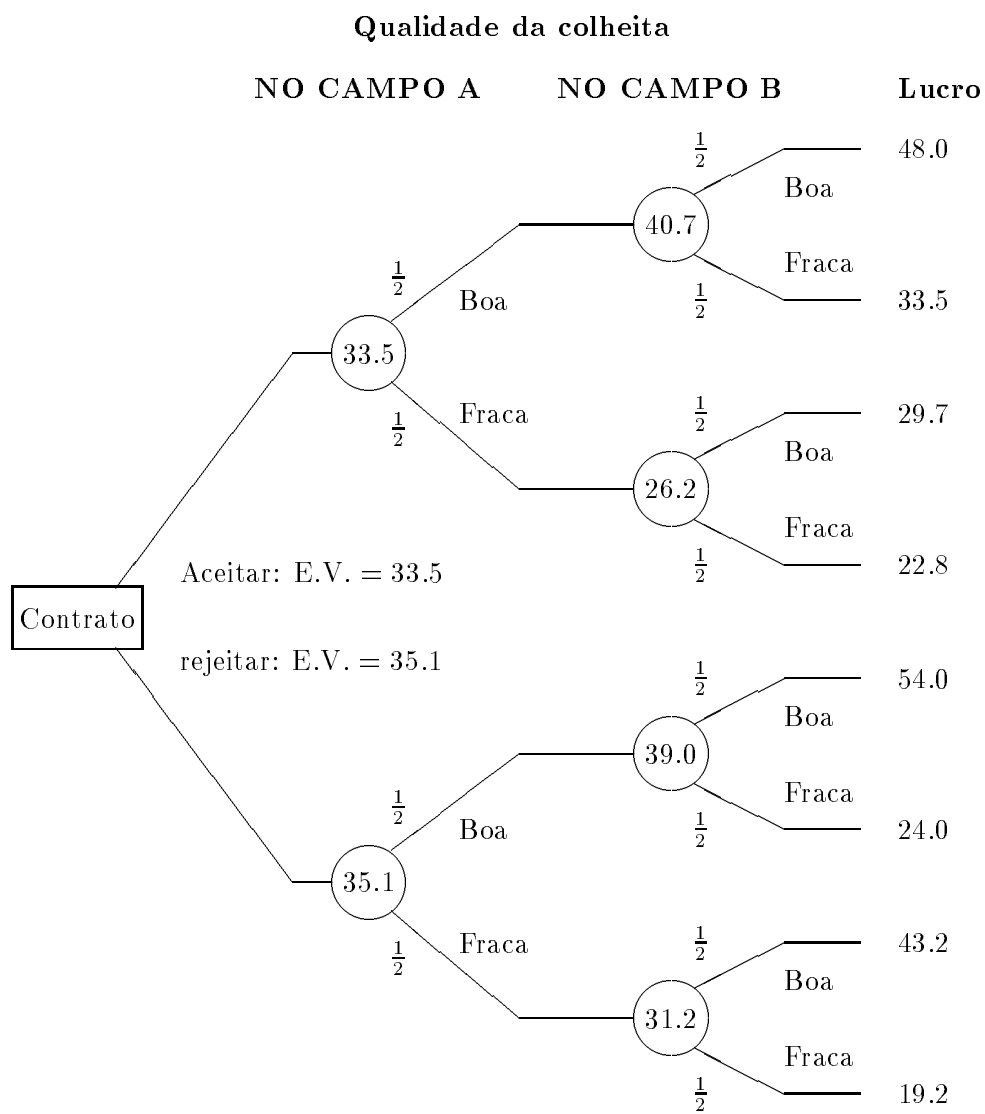 Qualidade da colheita
NO CAMPO A NO CAMPO B Lucro
1/2 48.0
Boa
40.7
Fraca
1/2
Boa
1/2 33.5
33.5
Fraca
1/2
1/2 29.7
Boa
26.2
Fraca
1/2 22.8
Aceitar: E.V. = 33.5
Contrato
rejeitar: E.V. = 35.1
1/2 54.0
Boa
39.0
Fraca
1/2
Boa
1/2 24.0
35.1
Fraca
1/2
1/2 43.2
Boa
31.2
Fraca
1/2 19.2